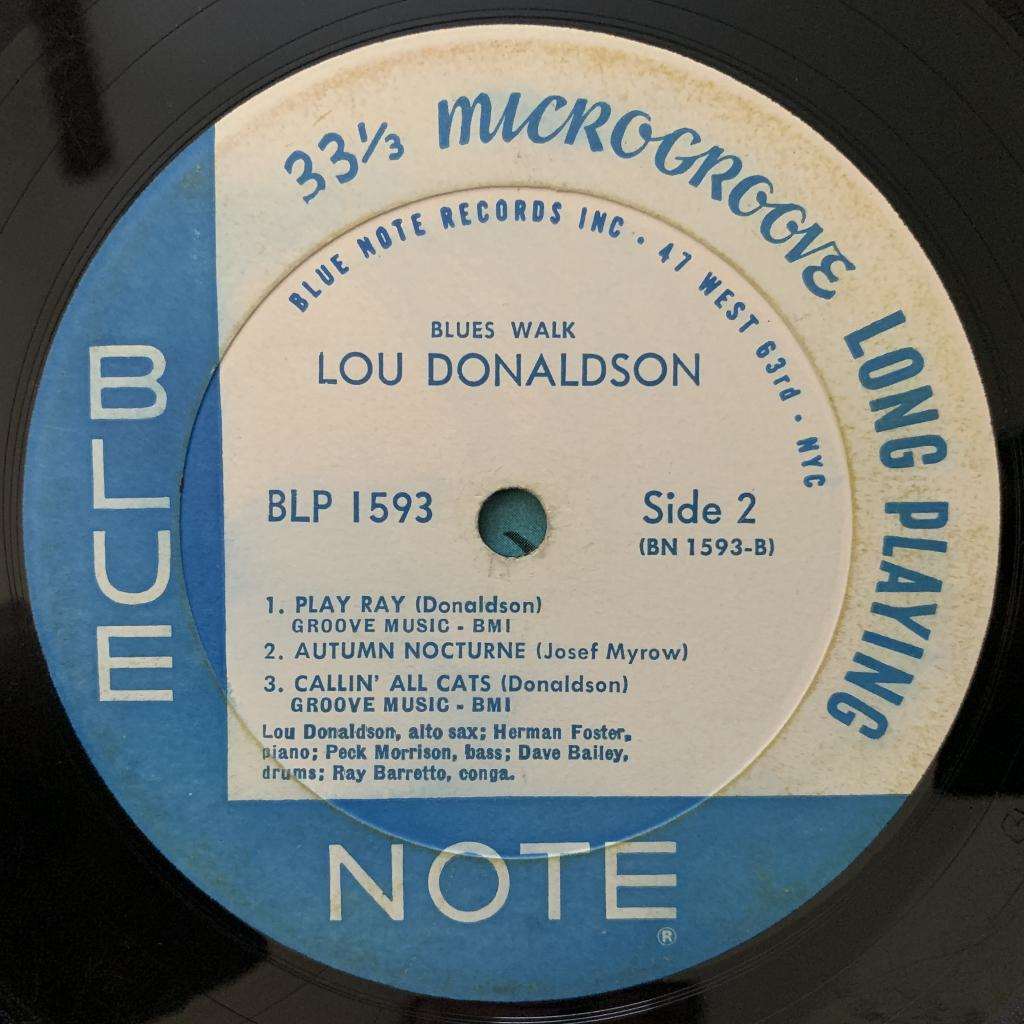 33⅓ MICROGROOVE LONG PLAYING
BLUE NOTE RECORDS INC · 47 WEST 63rd · NYC
BLUES WALK
LOU DONALDSON
BLP 1593
Side 2
(BN 1593-B)
1. PLAY RAY (Donaldson)
GROOVE MUSIC - BMI
2. AUTUMN NOCTURNE (Josef Myrow)
3. CALLIN' ALL CATS (Donaldson)
GROOVE MUSIC - BMI
Lou Donaldson, alto sax; Herman Foster,
piano; Peck Morrison, bass; Dave Bailey,
drums; Ray Barretto, conga.
BLUE
NOTE
®